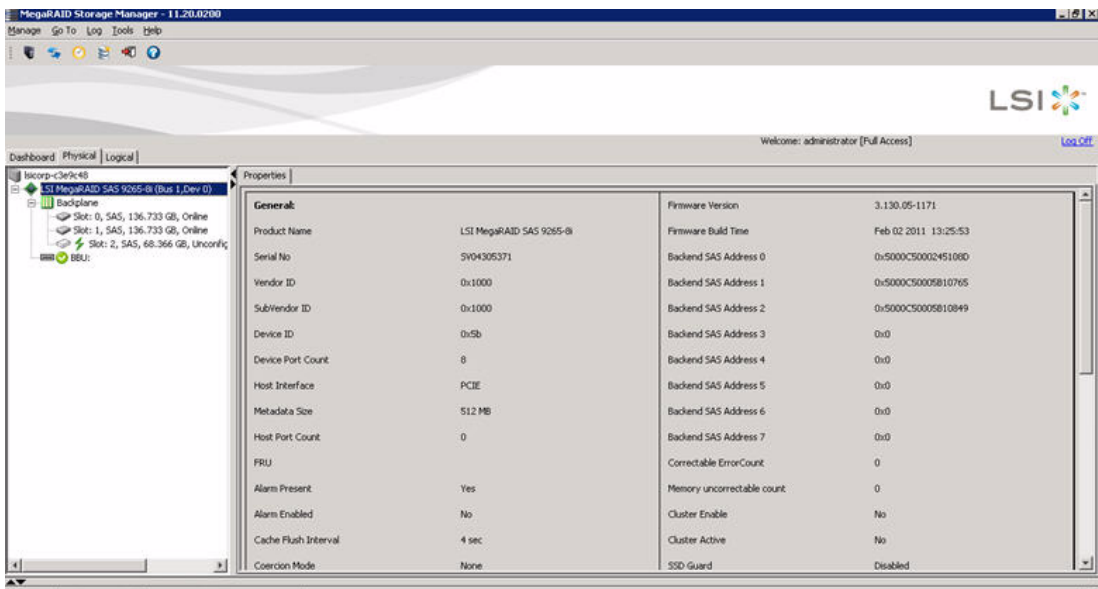 MegaRAID Storage Manager - 11.20.0200
Manage Go To Log Tools Help
LSI
Welcome: administrator [Full Access]
Log Off
Dashboard Physical Logical
lsicorp-c3e9c48
LSI MegaRAID SAS 9265-8i (Bus 1,Dev 0)
Backplane
Slot: 0, SAS, 136.733 GB, Online
Slot: 1, SAS, 136.733 GB, Online
Slot: 2, SAS, 68.366 GB, Unconfig
BBU:
Properties
General: Firmware Version 3.130.05-1171
Product Name LSI MegaRAID SAS 9265-8i Firmware Build Time Feb 02 2011 13:25:53
Serial No SV04305371 Backend SAS Address 0 0x5000C5000245108D
Vendor ID 0x1000 Backend SAS Address 1 0x5000C50005B10765
SubVendor ID 0x1000 Backend SAS Address 2 0x5000C50005810849
Device ID 0x5b Backend SAS Address 3 0x0
Device Port Count 8 Backend SAS Address 4 0x0
Host Interface PCIE Backend SAS Address 5 0x0
Metadata Size 512 MB Backend SAS Address 6 0x0
Host Port Count 0 Backend SAS Address 7 0x0
FRU Correctable ErrorCount 0
Alarm Present Yes Memory uncorrectable count 0
Alarm Enabled No Cluster Enable No
Cache Flush Interval 4 sec Cluster Active No
Coercion Mode None SSD Guard Disabled